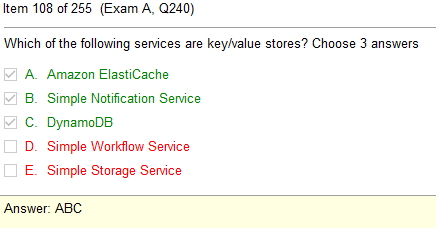 Item 108 of 255 (Exam A, Q240)
Which of the following services are key/value stores? Choose 3 answers
A. Amazon ElastiCache
B. Simple Notification Service
C. DynamoDB
D. Simple Workflow Service
E. Simple Storage Service
Answer: ABC